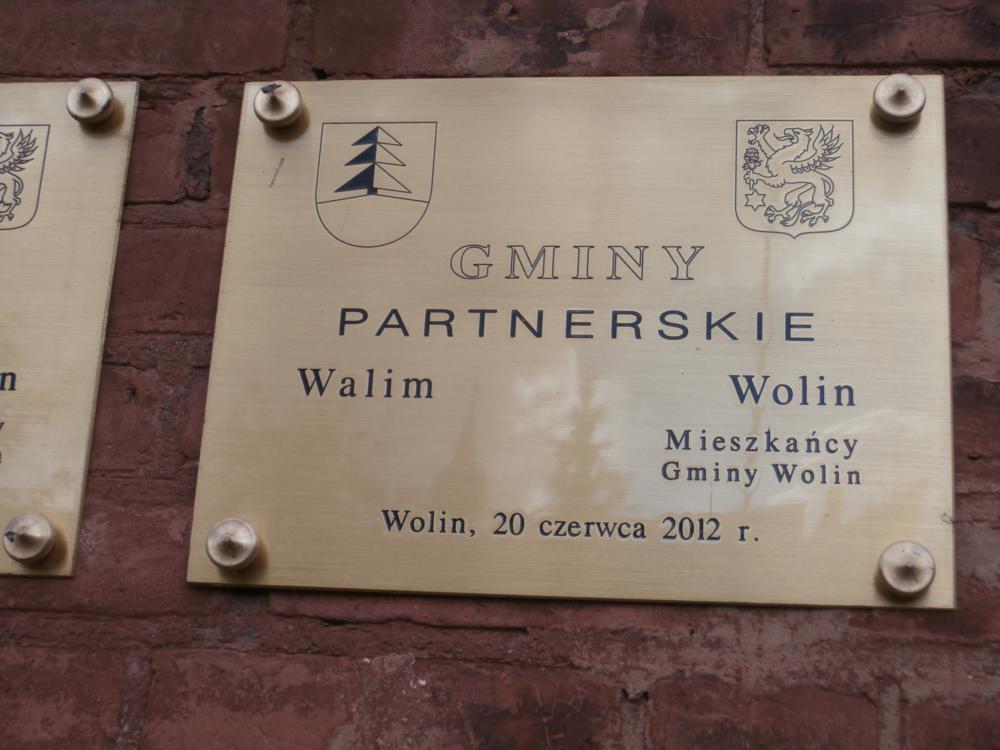 GMINY
PARTNERSKIE
Walim Wolin
Mieszkańcy
Gminy Wolin
Wolin, 20 czerwca 2012 r.